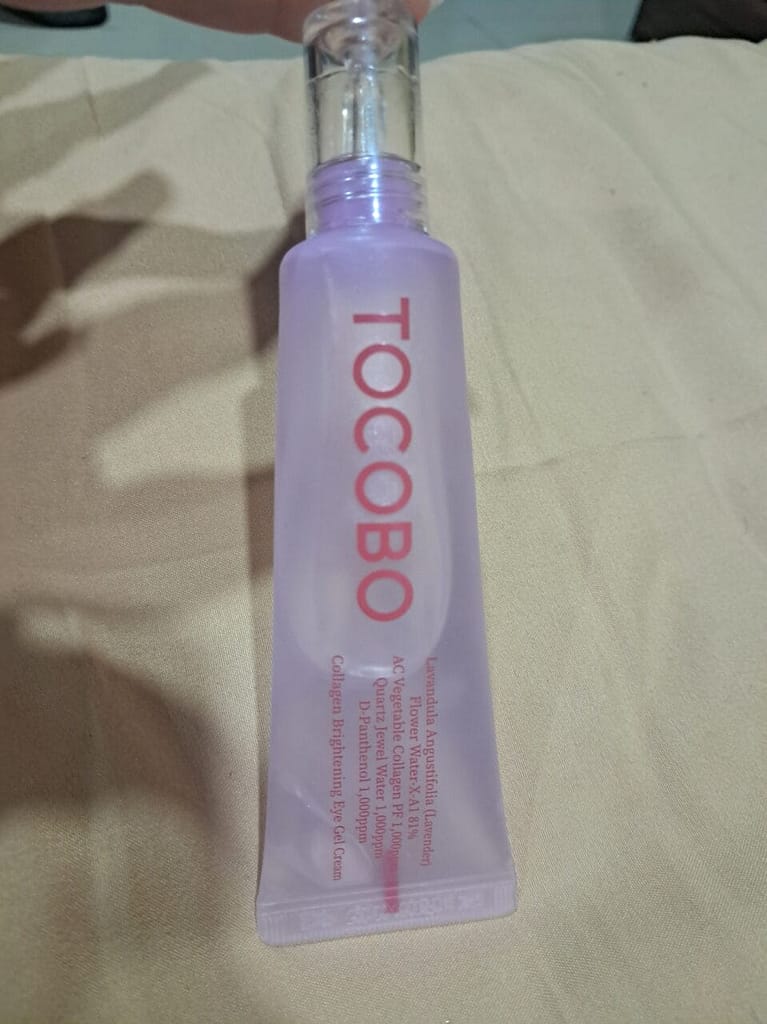 TOCOBO
Lavandula Angustifolia (Lavender)
Flower Water-X-A1 81%
AC Vegetable Collagen PF 1,000ppm
Quartz Jewel Water 1,000ppm
D-Panthenol 1,000ppm
Collagen Brightening Eye Gel Cream